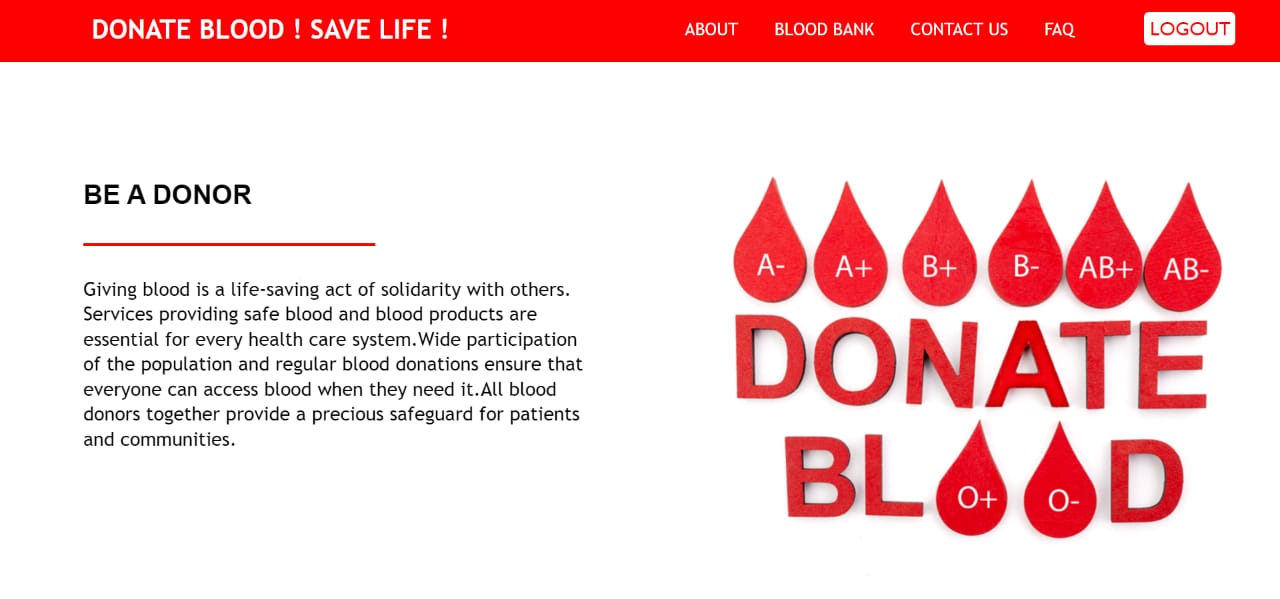 DONATE BLOOD ! SAVE LIFE !
ABOUT
BLOOD BANK
CONTACT US
FAQ
LOGOUT
BE A DONOR
Giving blood is a life-saving act of solidarity with others.
Services providing safe blood and blood products are
essential for every health care system.Wide participation
of the population and regular blood donations ensure that
everyone can access blood when they need it.All blood
donors together provide a precious safeguard for patients
and communities.
A- A+ B+ B- AB+ AB-
DONATE
BL O+ O- D